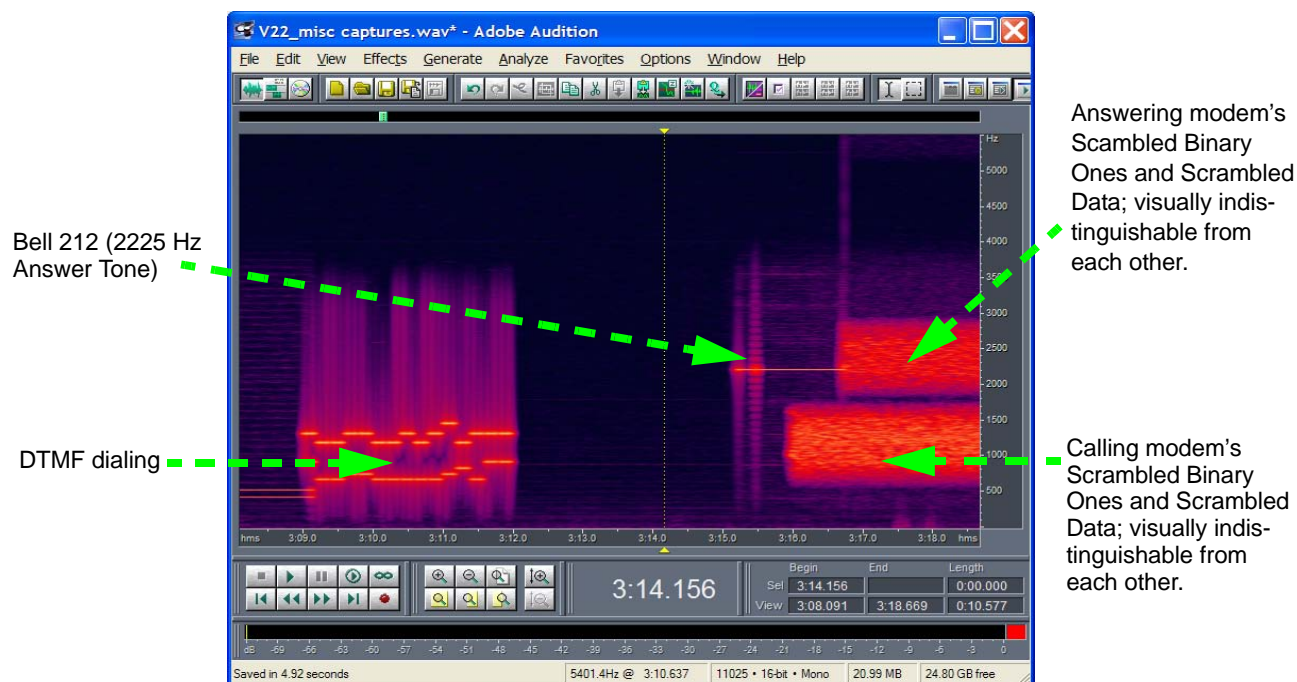 V22_misc captures.wav* - Adobe Audition
File Edit View Effects Generate Analyze Favorites Options Window Help
Answering modem's
Scambled Binary
Ones and Scrambled
Data; visually indis-
tinguishable from
each other.
Bell 212 (2225 Hz
Answer Tone)
DTMF dialing
Calling modem's
Scrambled Binary
Ones and Scrambled
Data; visually indis-
tinguishable from
each other.
Hz
5000
4500
4000
3500
3000
2500
2000
1500
1000
500
hms 3:09.0 3:10.0 3:11.0 3:12.0 3:13.0 3:14.0 3:15.0 3:16.0 3:17.0 3:18.0 hms
3:14.156
Begin End Length
Sel 3:14.156 0:00.000
View 3:08.091 3:18.669 0:10.577
dB -69 -66 -63 -60 -57 -54 -51 -48 -45 -42 -39 -36 -33 -30 -27 -24 -21 -18 -15 -12 -9 -6 -3 0
Saved in 4.92 seconds 5401.4Hz @ 3:10.637 11025 • 16-bit • Mono 20.99 MB 24.80 GB free